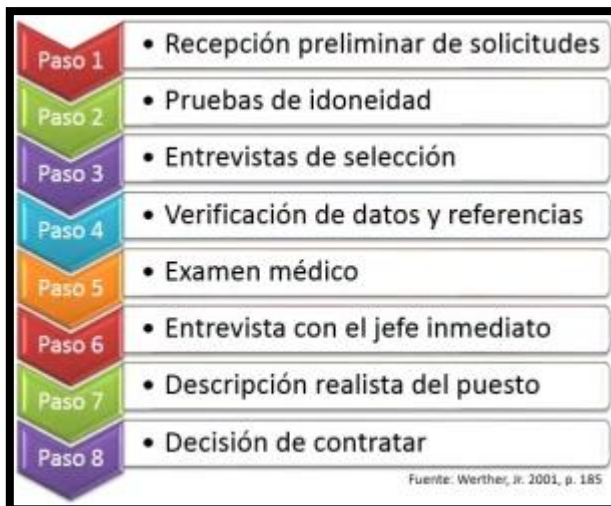 Paso 1
• Recepción preliminar de solicitudes
Paso 2
• Pruebas de idoneidad
Paso 3
• Entrevistas de selección
Paso 4
• Verificación de datos y referencias
Paso 5
• Examen médico
Paso 6
• Entrevista con el jefe inmediato
Paso 7
• Descripción realista del puesto
Paso 8
• Decisión de contratar
Fuente: Werther, Jr. 2001, p. 185